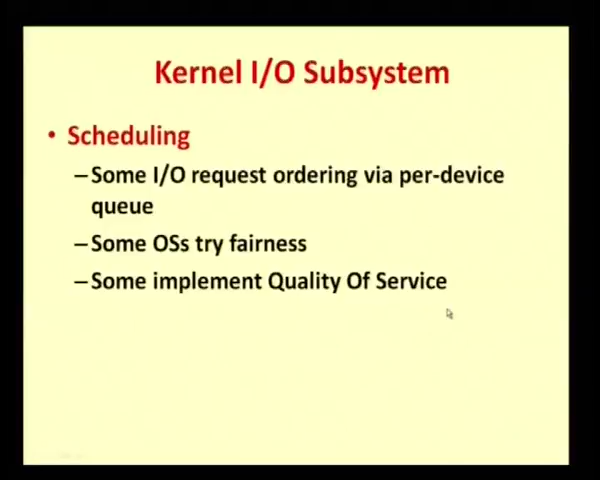 Kernel I/O Subsystem
• Scheduling
–Some I/O request ordering via per-device
queue
–Some OSs try fairness
–Some implement Quality Of Service